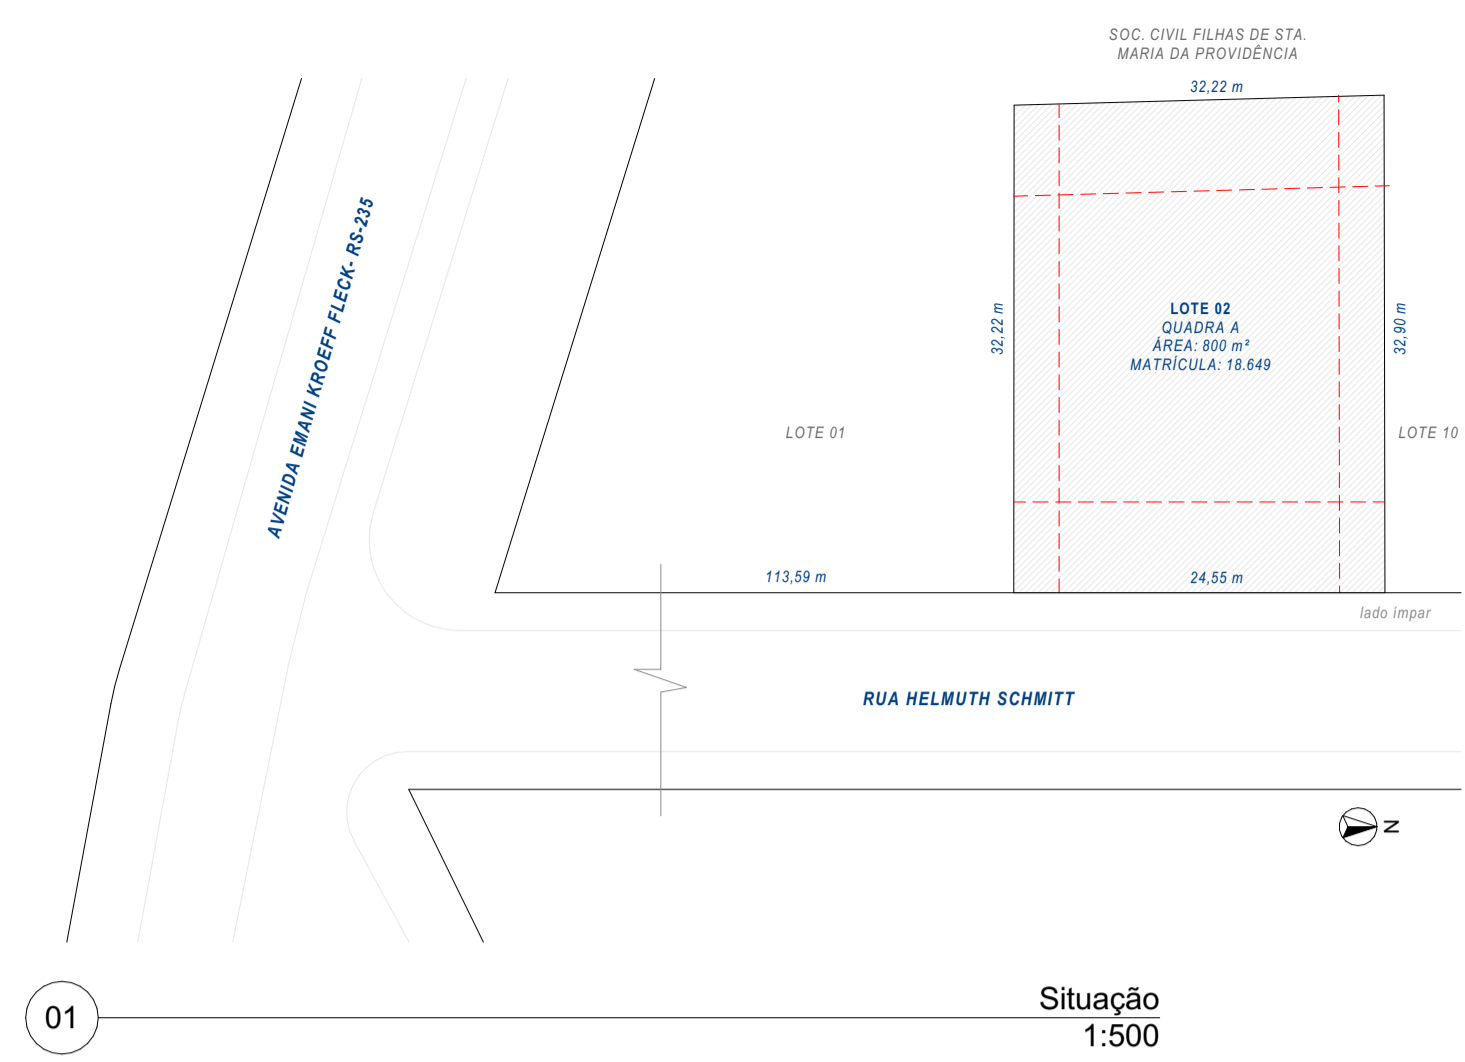 SOC. CIVIL FILHAS DE STA.
MARIA DA PROVIDÊNCIA
32,22 m
AVENIDA EMANI KROEFF FLECK- RS-235
32,22 m
LOTE 02
QUADRA A
ÁREA: 800 m²
MATRÍCULA: 18.649
32,90 m
LOTE 01
LOTE 10
113,59 m
24,55 m
lado ímpar
RUA HELMUTH SCHMITT
N
01
Situação
1:500